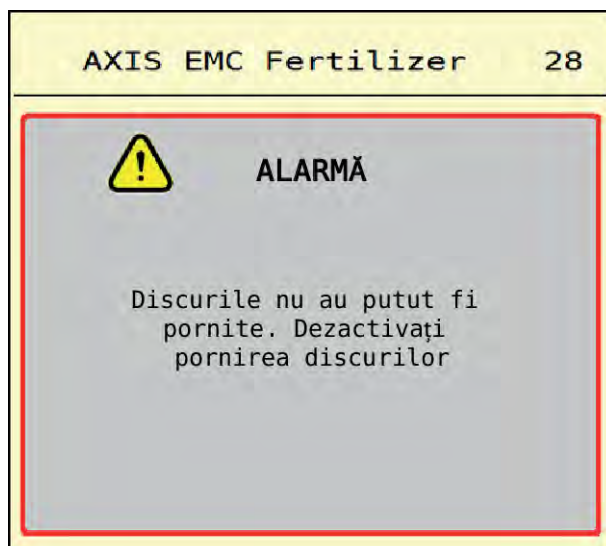 AXIS EMC Fertilizer 28
ALARMĂ
Discurile nu au putut fi
pornite. Dezactivați
pornirea discurilor